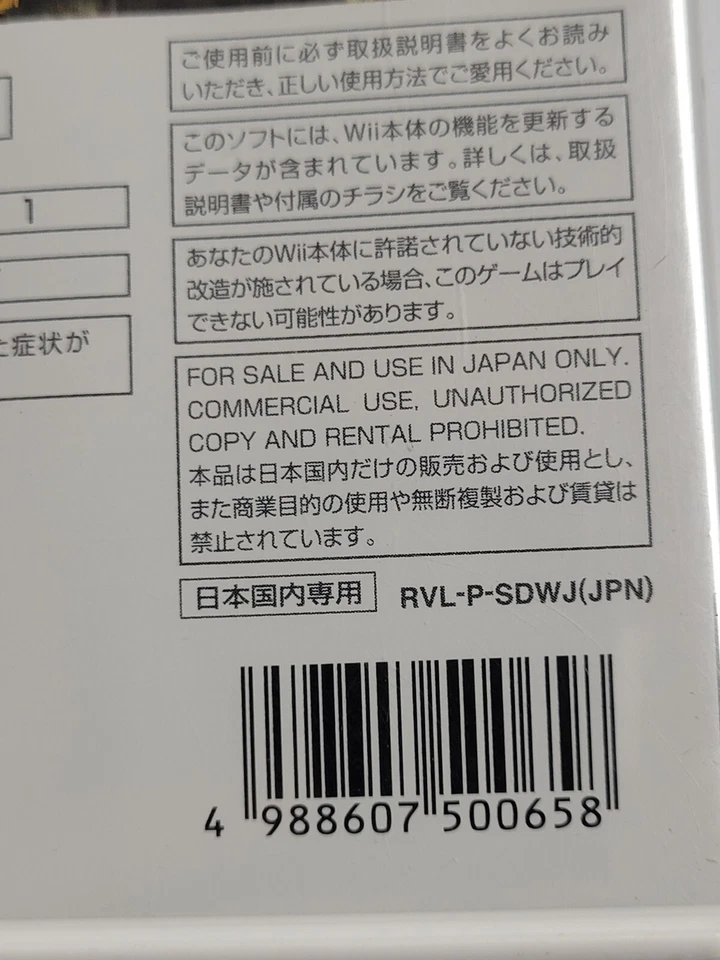 ご使用前に必ず取扱説明書をよくお読み
いただき、正しい使用方法でご愛用ください。
このソフトには、Wii本体の機能を更新する
データが含まれています。詳しくは、取扱
説明書や付属のチラシをご覧ください。
1
あなたのWii本体に許諾されていない技術的
改造が施されている場合、このゲームはプレイ
できない可能性があります。
た症状が
FOR SALE AND USE IN JAPAN ONLY.
COMMERCIAL USE, UNAUTHORIZED
COPY AND RENTAL PROHIBITED.
本品は日本国内だけの販売および使用とし、
また商業目的の使用や無断複製および賃貸は
禁止されています。
日本国内専用 RVL-P-SDWJ(JPN)
4 988607 500658